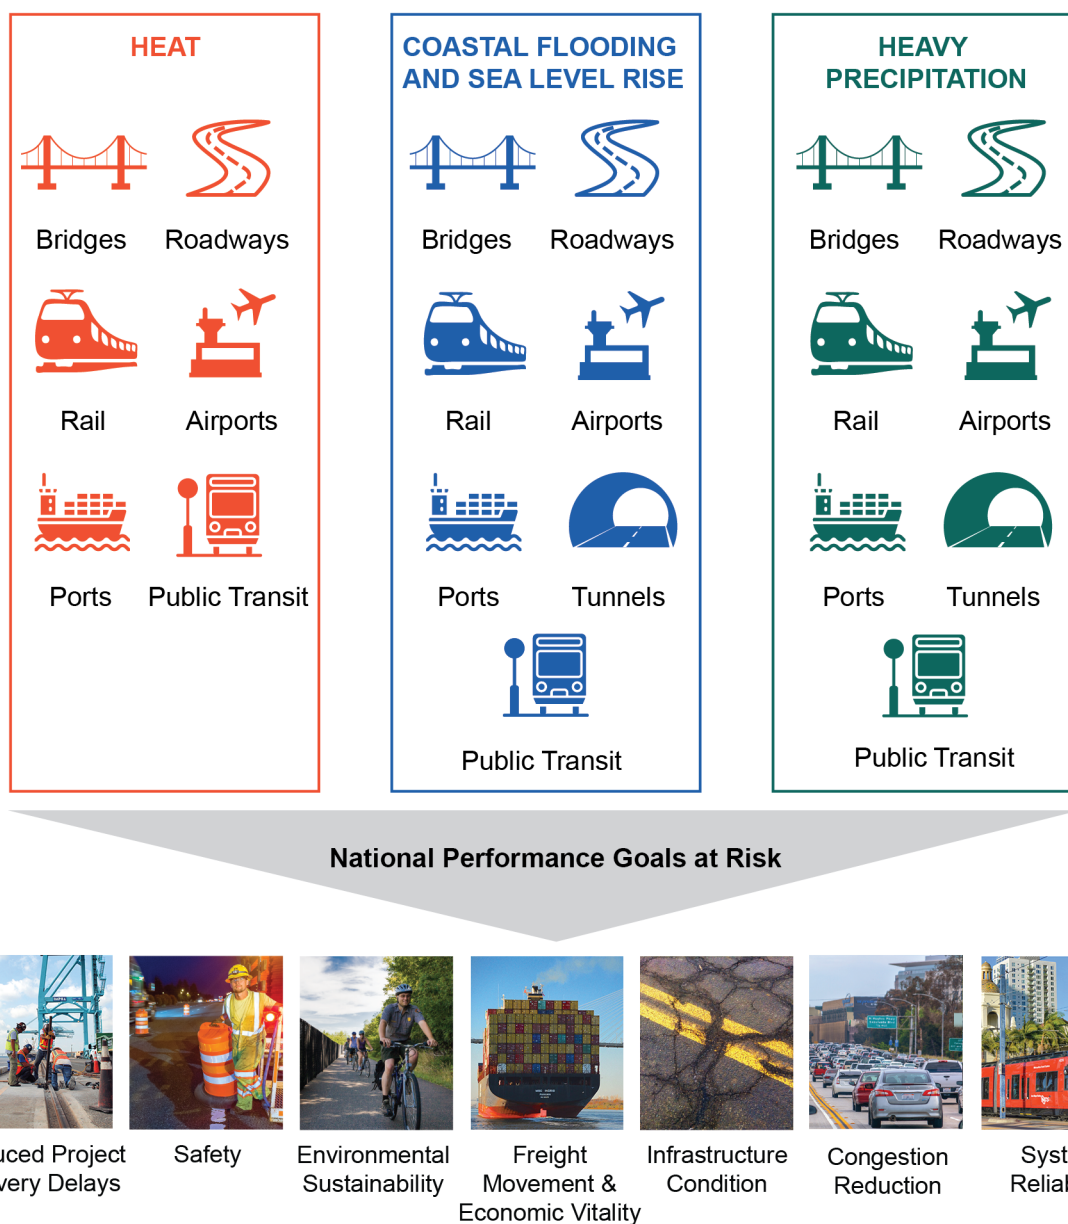 HEAT
COASTAL FLOODING
AND SEA LEVEL RISE
HEAVY
PRECIPITATION
Bridges
Roadways
Bridges
Roadways
Bridges
Roadways
Rail
Airports
Rail
Airports
Rail
Airports
Ports
Public Transit
Ports
Tunnels
Ports
Tunnels
Public Transit
Public Transit
National Performance Goals at Risk
uced Project
very Delays
Safety
Environmental
Sustainability
Freight
Movement &
Economic Vitality
Infrastructure
Condition
Congestion
Reduction
Syst
Reliab